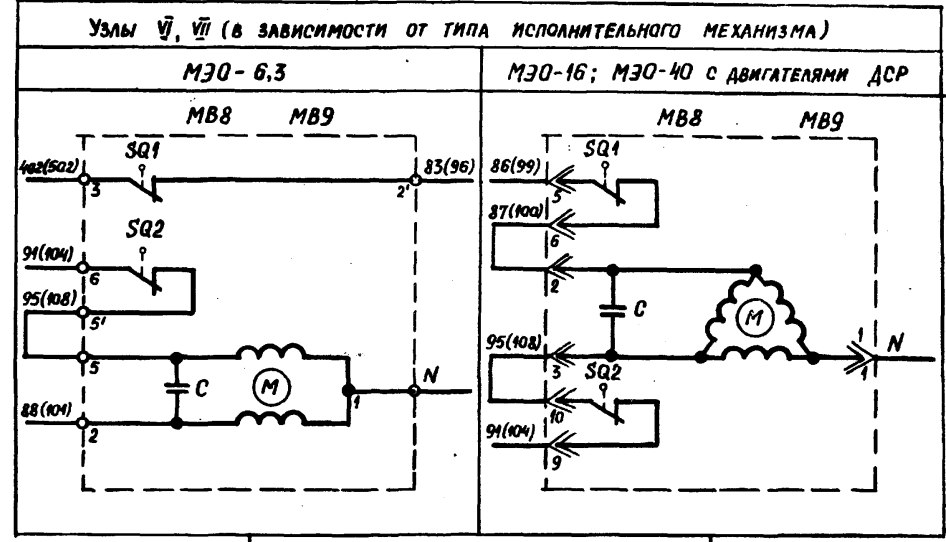 Узлы VI, VII (в зависимости от типа исполнительного механизма)
МЭО-6,3
МЭО-16; МЭО-40 с двигателями ДСР
МВ8 МВ9
SQ1
402(502)
3
2'
83(96)
SQ2
91(104)
6
95(108)
5'
5
C
М
1
N
88(101)
2
МВ8 МВ9
SQ1
86(99)
5
87(100)
6
2
C
М
95(108)
3
1
1
N
SQ2
10
91(104)
9